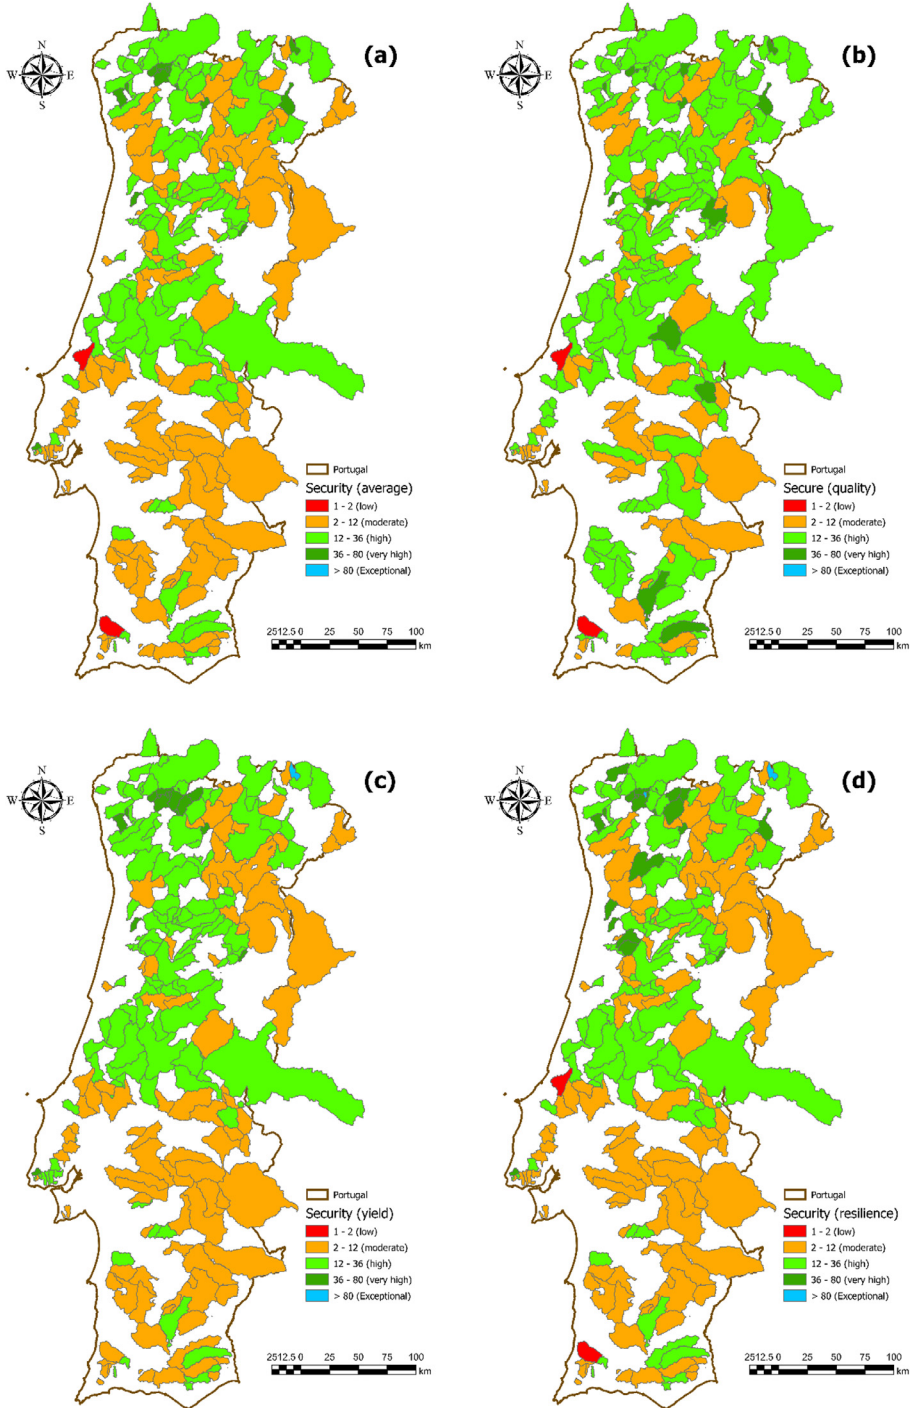 (a)
N
W E
S
Portugal
Security (average)
1 - 2 (low)
2 - 12 (moderate)
12 - 36 (high)
36 - 80 (very high)
> 80 (Exceptional)
2512.5 0 25 50 75 100
km
(b)
N
W E
S
Portugal
Secure (quality)
1 - 2 (low)
2 - 12 (moderate)
12 - 36 (high)
36 - 80 (very high)
> 80 (Exceptional)
2512.5 0 25 50 75 100
km
(c)
N
W E
S
Portugal
Security (yield)
1 - 2 (low)
2 - 12 (moderate)
12 - 36 (high)
36 - 80 (very high)
> 80 (Exceptional)
2512.5 0 25 50 75 100
km
(d)
N
W E
S
Portugal
Security (resilience)
1 - 2 (low)
2 - 12 (moderate)
12 - 36 (high)
36 - 80 (very high)
> 80 (Exceptional)
2512.5 0 25 50 75 100
km